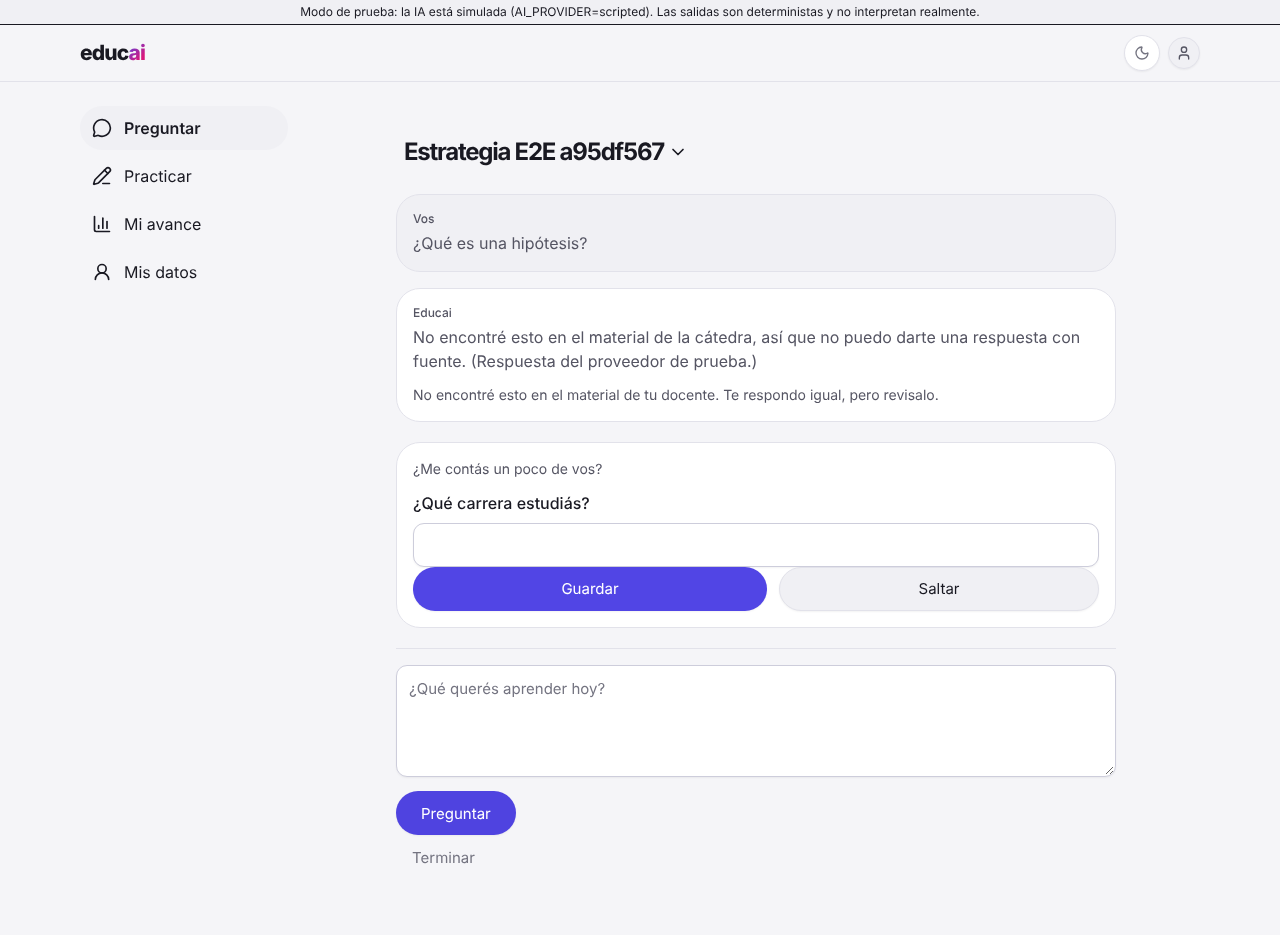 Modo de prueba: la IA está simulada (AI_PROVIDER=scripted). Las salidas son deterministas y no interpretan realmente.
educai
Preguntar
Practicar
Mi avance
Mis datos
Estrategia E2E a95df567
Vos
¿Qué es una hipótesis?
Educai
No encontré esto en el material de la cátedra, así que no puedo darte una respuesta con
fuente. (Respuesta del proveedor de prueba.)
No encontré esto en el material de tu docente. Te respondo igual, pero revisalo.
¿Me contás un poco de vos?
¿Qué carrera estudiás?
Guardar
Saltar
¿Qué querés aprender hoy?
Preguntar
Terminar